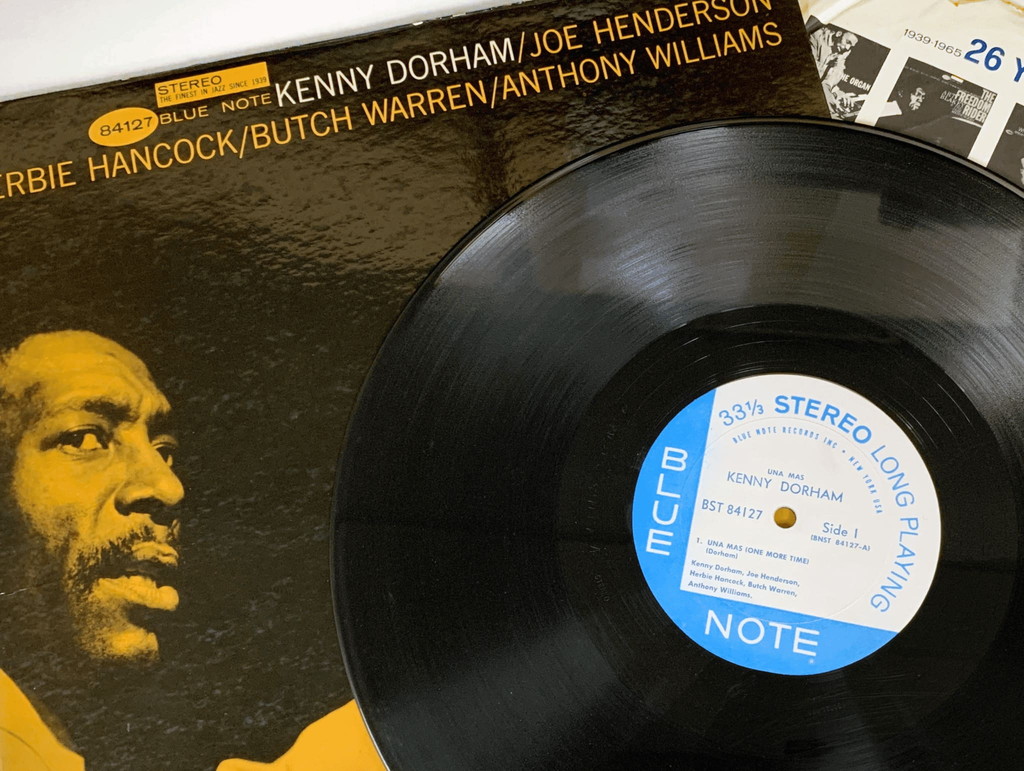 STEREO
THE FINEST IN JAZZ SINCE 1939
84127 BLUE NOTE KENNY DORHAM/JOE HENDERSON
ERBIE HANCOCK/BUTCH WARREN/ANTHONY WILLIAMS
1939-1965 26 Y
THE ORGAN
THE
FREEDOM
RIDER
33⅓ STEREO LONG PLAYING
BLUE NOTE RECORDS INC • NEW YORK USA
UNA MAS
KENNY DORHAM
BST 84127
Side 1
(BNST 84127-A)
1. UNA MAS (ONE MORE TIME)
(Dorham)
Kenny Dorham, Joe Henderson,
Herbie Hancock, Butch Warren,
Anthony Williams.
BLUE
NOTE